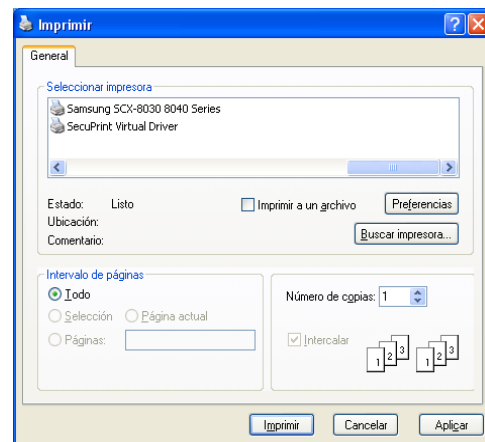 Imprimir
General
Seleccionar impresora
Samsung SCX-8030 8040 Series
SecuPrint Virtual Driver
Estado: Listo
Imprimir a un archivo
Preferencias
Ubicación:
Comentario:
Buscar impresora...
Intervalo de páginas
Todo
Selección Página actual
Páginas:
Número de copias: 1
Intercalar
1 2 3 1 2 3
Imprimir Cancelar Aplicar